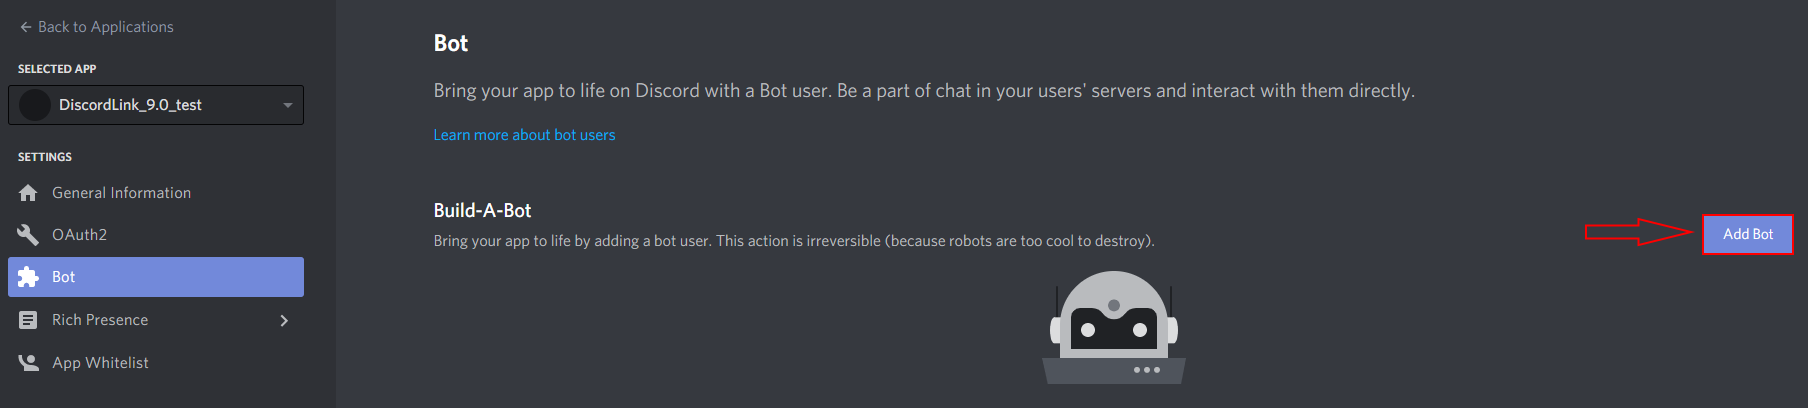 Back to Applications
SELECTED APP
DiscordLink_9.0_test
SETTINGS
General Information
OAuth2
Bot
Rich Presence
App Whitelist
Bot
Bring your app to life on Discord with a Bot user. Be a part of chat in your users' servers and interact with them directly.
Learn more about bot users
Build-A-Bot
Bring your app to life by adding a bot user. This action is irreversible (because robots are too cool to destroy).
Add Bot